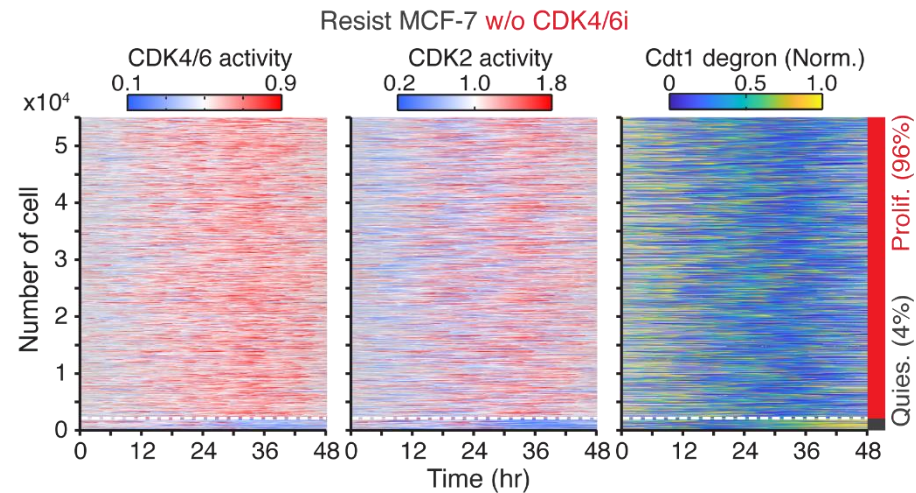 Resist MCF-7 w/o CDK4/6i
CDK4/6 activity
0.1 0.9
CDK2 activity
0.2 1.0 1.8
Cdt1 degron (Norm.)
0 0.5 1.0
x10⁴
Number of cell
5
4
3
2
1
0
0 12 24 36 48
0 12 24 36 48
0 12 24 36 48
Time (hr)
Prolif. (96%)
Quies. (4%)